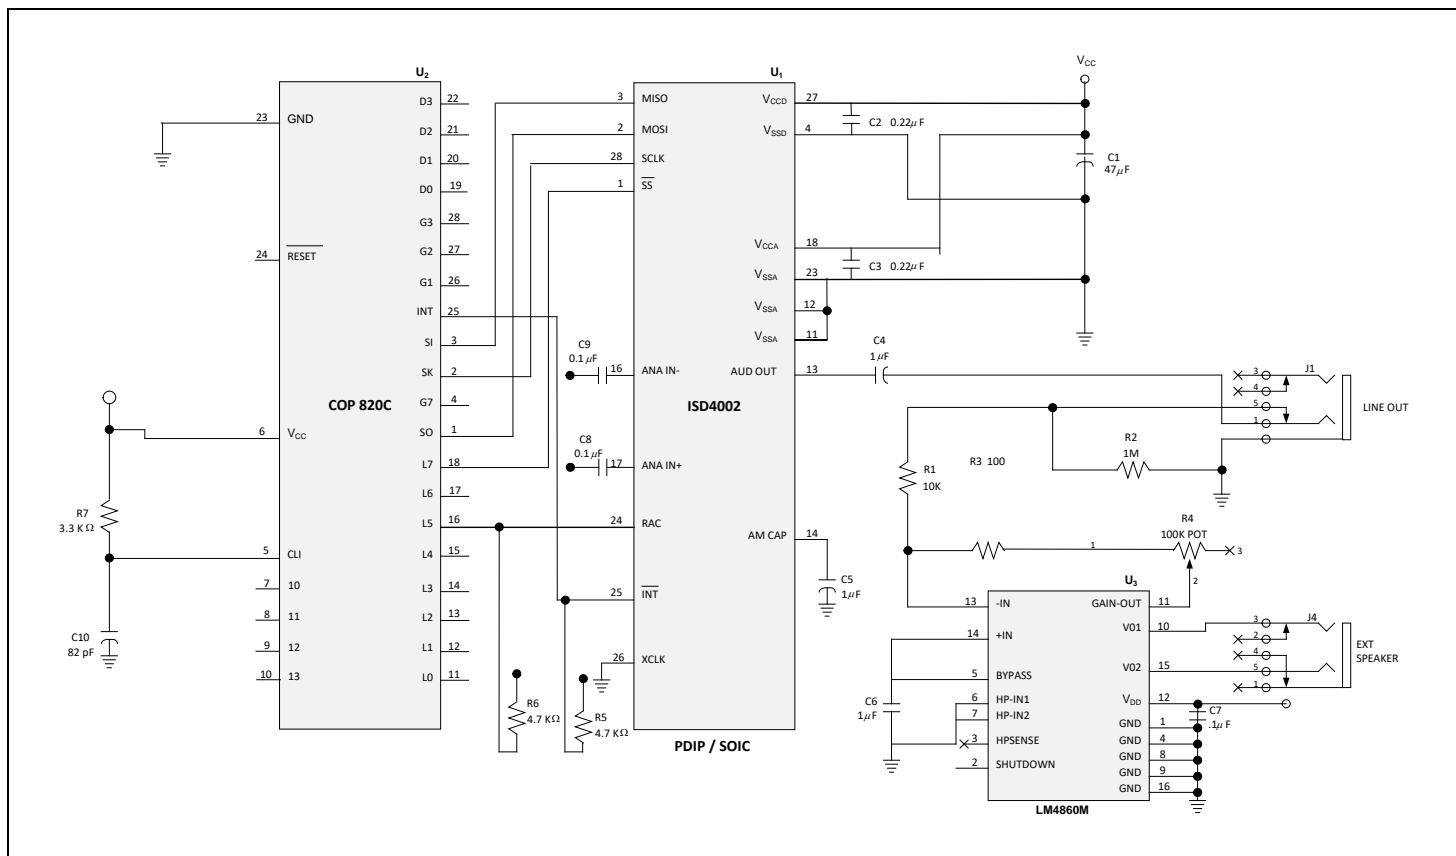 U2
COP 820C
23 GND
24 RESET
6 VCC
5 CLI
7 10
8 11
9 12
10 13
D3 22
D2 21
D1 20
D0 19
G3 28
G2 27
G1 26
INT 25
SI 3
SK 2
G7 4
SO 1
L7 18
L6 17
L5 16
L4 15
L3 14
L2 13
L1 12
L0 11
R7
3.3 KΩ
C10
82 pF
R6
4.7 KΩ
R5
4.7 KΩ
C9
0.1µF
C8
0.1µF
U1
ISD4002
3 MISO
2 MOSI
28 SCLK
1 SS
16 ANA IN-
17 ANA IN+
24 RAC
25 INT
26 XCLK
VCCD 27
VSSD 4
VCCA 18
VSSA 23
VSSA 12
VSSA 11
AUD OUT 13
AM CAP 14
PDIP / SOIC
VCC
C2 0.22µF
C1
47µF
C3 0.22µF
C4
1µF
C5
1µF
3
4
5
1
J1
LINE OUT
R1
10K
R3 100
R2
1M
R4
100K POT
1
3
2
U3
13 -IN
14 +IN
5 BYPASS
6 HP-IN1
7 HP-IN2
3 HPSENSE
2 SHUTDOWN
GAIN-OUT 11
V01 10
V02 15
VDD 12
GND 1
GND 4
GND 8
GND 9
GND 16
LM4860M
C6
1µF
C7
.1µF
3
2
4
5
1
J4
EXT
SPEAKER